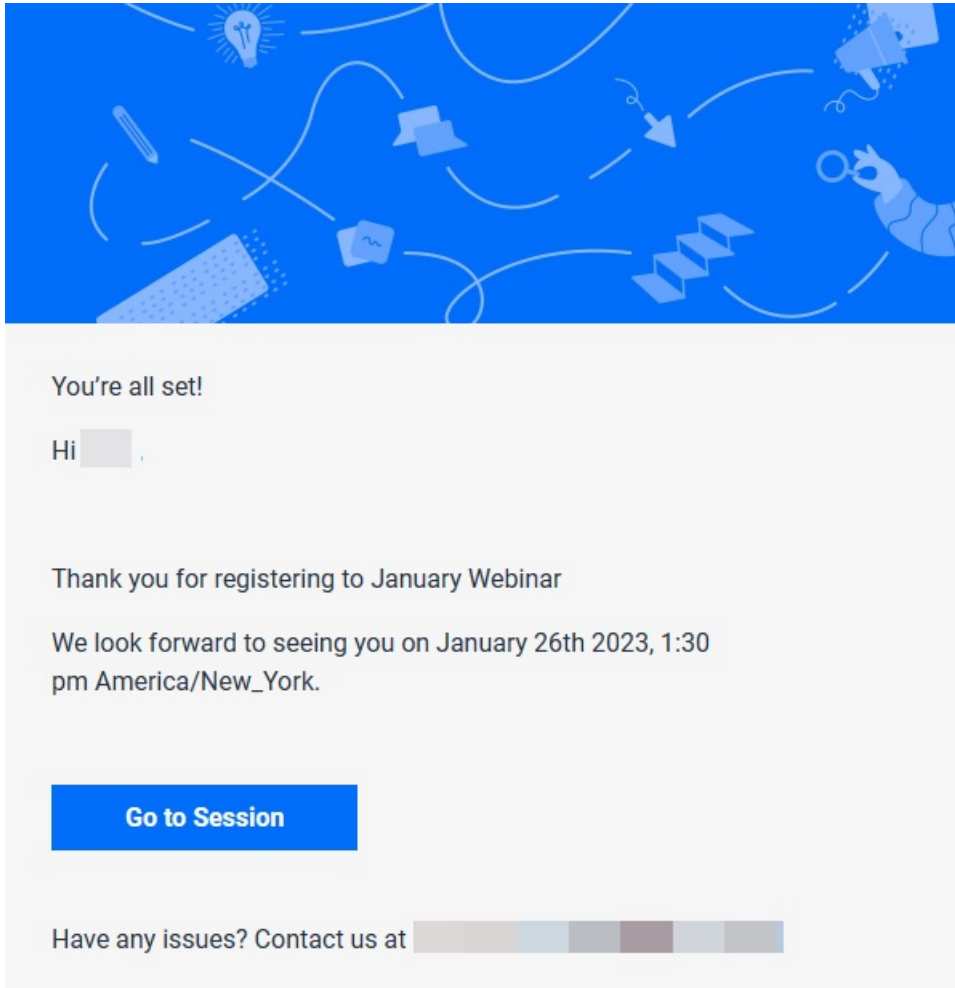 You're all set!
Hi ,
Thank you for registering to January Webinar
We look forward to seeing you on January 26th 2023, 1:30
pm America/New_York.
Go to Session
Have any issues? Contact us at